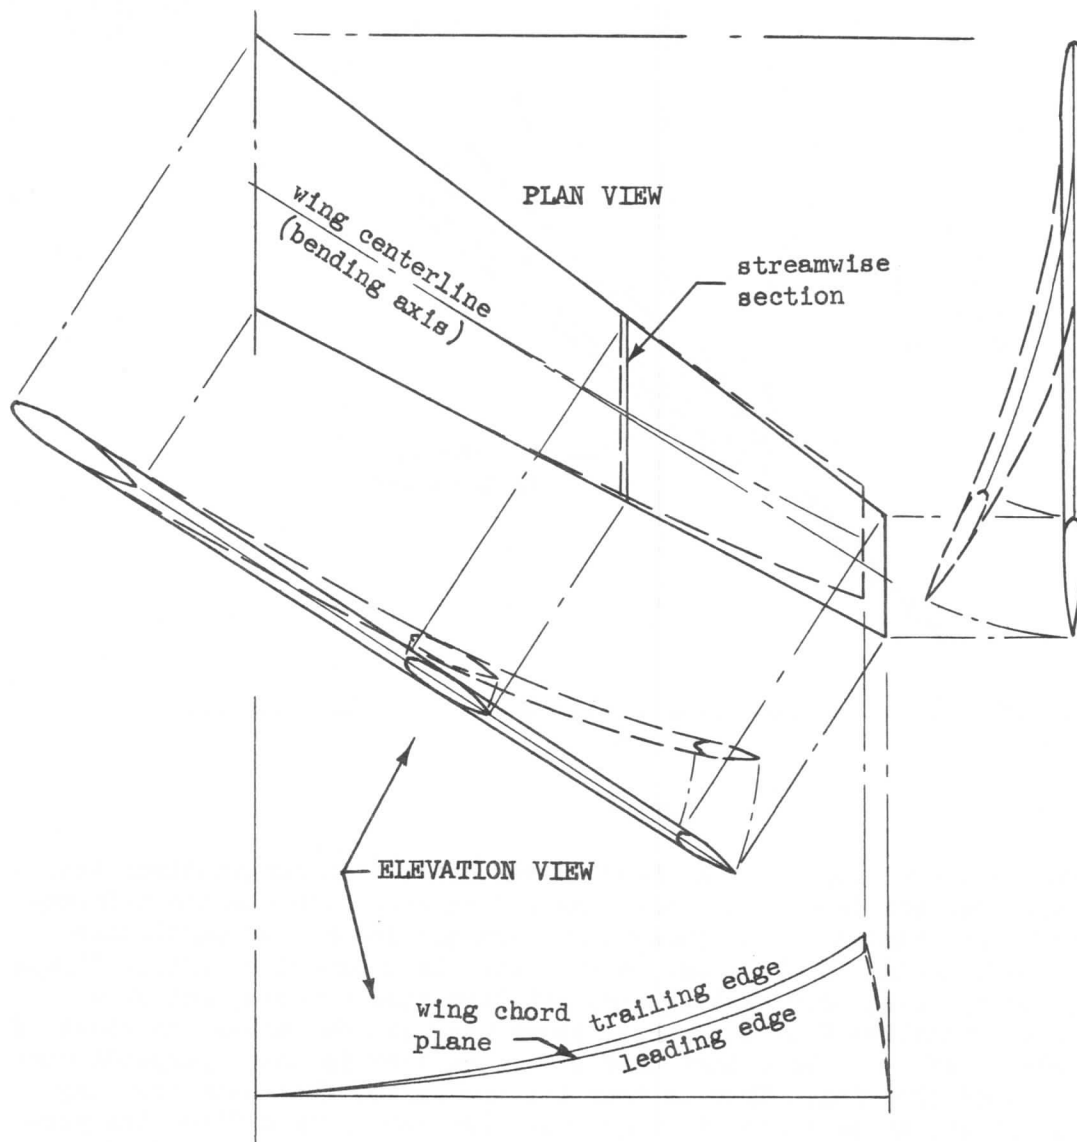 PLAN VIEW
wing centerline
(bending axis)
streamwise
section
ELEVATION VIEW
wing chord
plane
trailing edge
leading edge